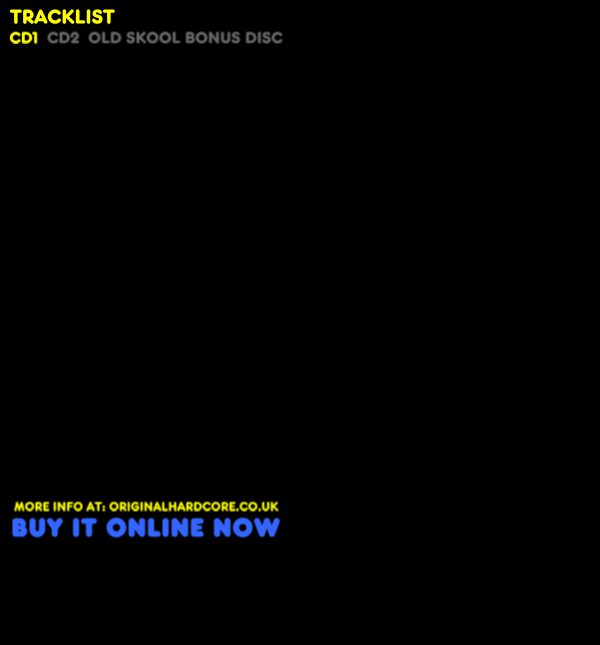 TRACKLIST
CD1 CD2 OLD SKOOL BONUS DISC
MORE INFO AT: ORIGINALHARDCORE.CO.UK
BUY IT ONLINE NOW